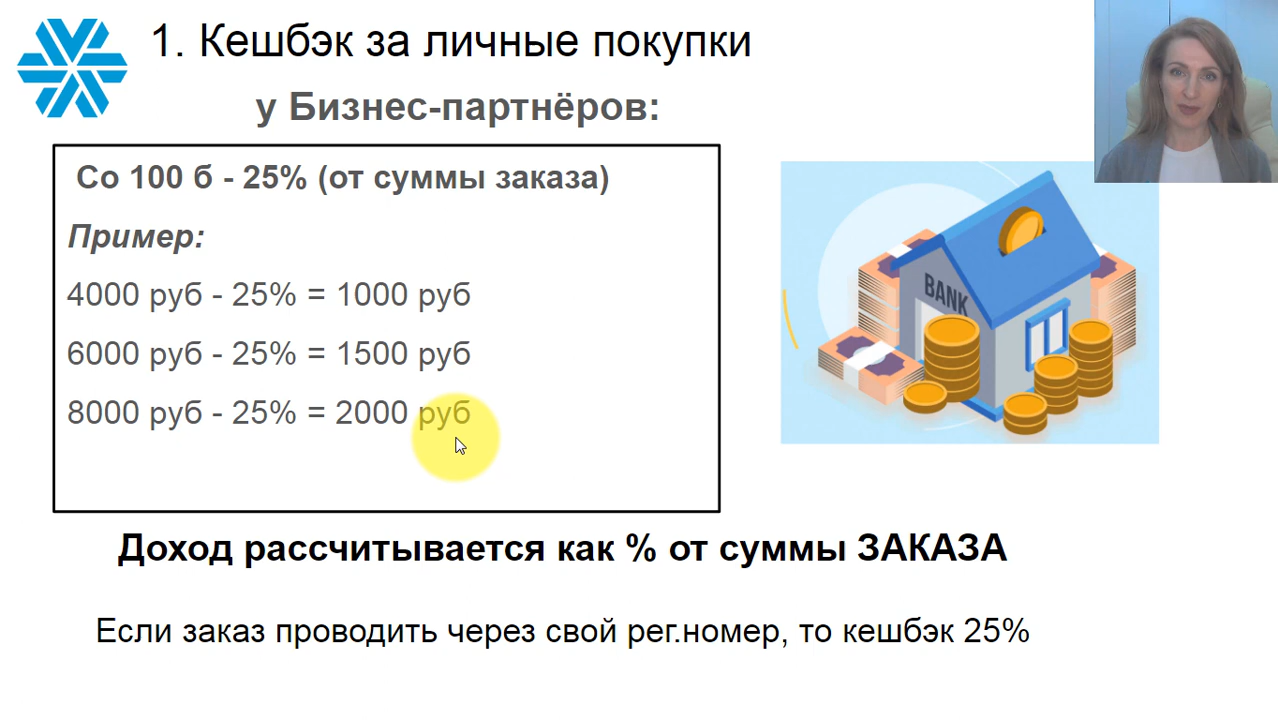 1. Кешбэк за личные покупки
у Бизнес-партнёров:
Со 100 б - 25% (от суммы заказа)
Пример:
4000 руб - 25% = 1000 руб
6000 руб - 25% = 1500 руб
8000 руб - 25% = 2000 руб
BANK
Доход рассчитывается как % от суммы ЗАКАЗА
Если заказ проводить через свой рег.номер, то кешбэк 25%